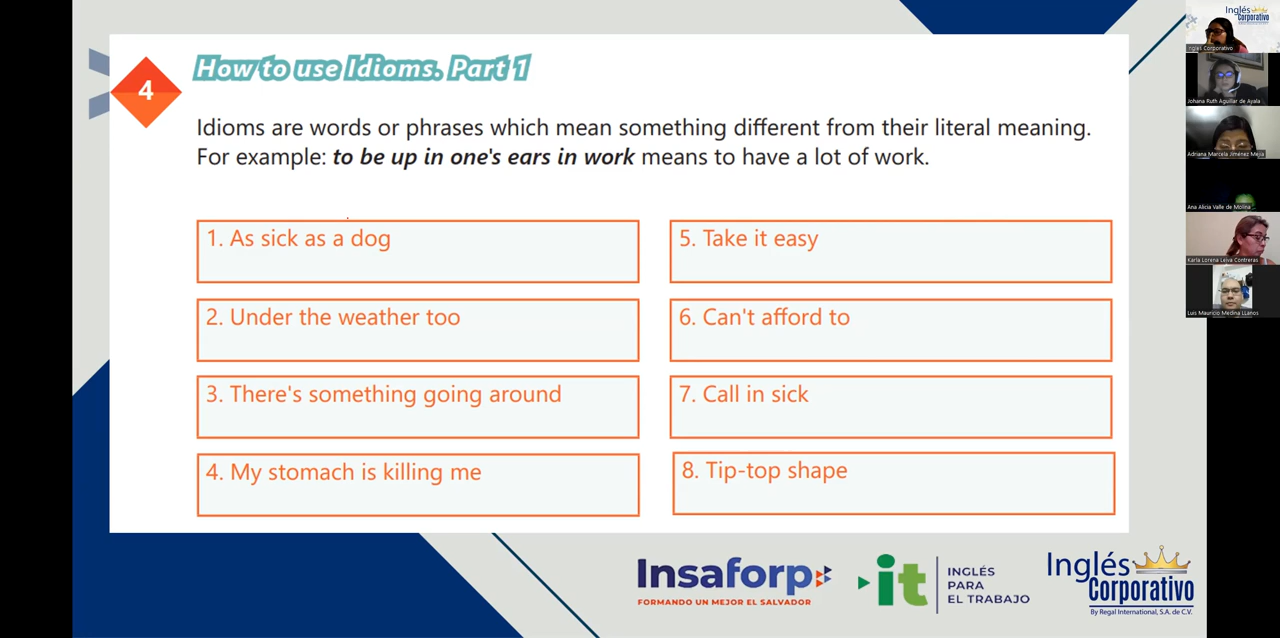 4
How to use Idioms. Part 1
Idioms are words or phrases which mean something different from their literal meaning.
For example: to be up in one's ears in work means to have a lot of work.
1. As sick as a dog
2. Under the weather too
3. There's something going around
4. My stomach is killing me
5. Take it easy
6. Can't afford to
7. Call in sick
8. Tip-top shape
Insaforp
FORMANDO UN MEJOR EL SALVADOR
it
INGLÉS
PARA
EL TRABAJO
Inglés
Corporativo
By Regal International, S.A. de C.V.
Inglés
Corporativo
Ingles Corporativo
Johana Ruth Aguillar de Ayala
Adriana Marcela Jiménez Mejía
Ana Alicia Valle de Molina
Karla Lorena Leiva Contreras
Luis Mauricio Medina LLanos